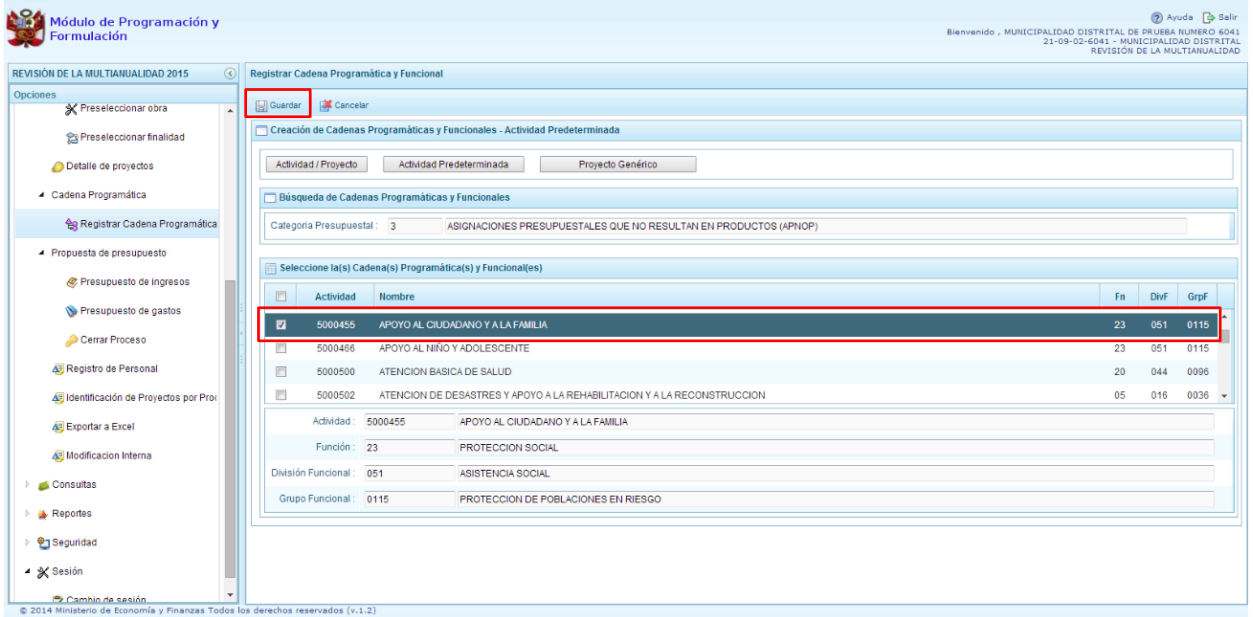 Módulo de Programación y
Formulación
Ayuda Salir
Bienvenido , MUNICIPALIDAD DISTRITAL DE PRUEBA NUMERO 6041
21-09-02-6041 - MUNICIPALIDAD DISTRITAL
REVISIÓN DE LA MULTIANUALIDAD
REVISIÓN DE LA MULTIANUALIDAD 2015
Opciones
Preseleccionar obra
Preseleccionar finalidad
Detalle de proyectos
Cadena Programática
Registrar Cadena Programática
Propuesta de presupuesto
Presupuesto de ingresos
Presupuesto de gastos
Cerrar Proceso
Registro de Personal
Identificación de Proyectos por Proc
Exportar a Excel
Modificacion Interna
Consultas
Reportes
Seguridad
Sesión
Cambio de sesión
Registrar Cadena Programática y Funcional
Guardar Cancelar
Creación de Cadenas Programáticas y Funcionales - Actividad Predeterminada
Actividad / Proyecto Actividad Predeterminada Proyecto Genérico
Búsqueda de Cadenas Programáticas y Funcionales
Categoria Presupuestal : 3 ASIGNACIONES PRESUPUESTALES QUE NO RESULTAN EN PRODUCTOS (APNOP)
Seleccione la(s) Cadena(s) Programática(s) y Funcional(es)
Actividad Nombre Fn DivF GrpF
5000455 APOYO AL CIUDADANO Y A LA FAMILIA 23 051 0115
5000466 APOYO AL NIÑO Y ADOLESCENTE 23 051 0115
5000500 ATENCION BASICA DE SALUD 20 044 0096
5000502 ATENCION DE DESASTRES Y APOYO A LA REHABILITACION Y A LA RECONSTRUCCION 05 016 0036
Actividad : 5000455 APOYO AL CIUDADANO Y A LA FAMILIA
Función : 23 PROTECCION SOCIAL
División Funcional : 051 ASISTENCIA SOCIAL
Grupo Funcional : 0115 PROTECCION DE POBLACIONES EN RIESGO
© 2014 Ministerio de Economía y Finanzas Todos los derechos reservados (v.1.2)